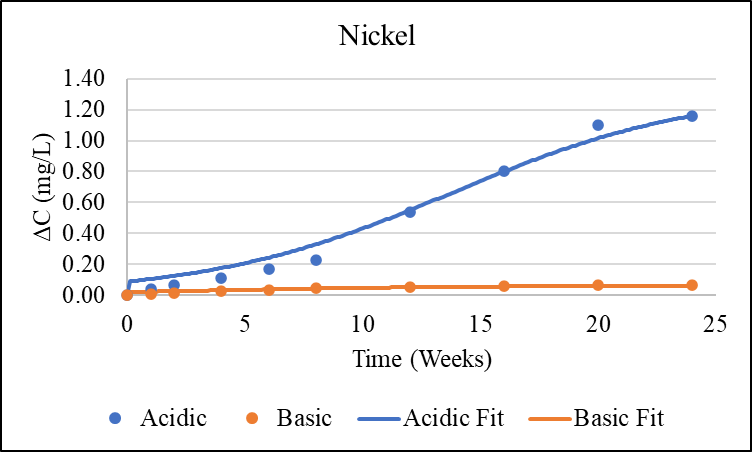 Nickel
1.40
1.20
1.00
0.80
0.60
0.40
0.20
0.00
ΔC (mg/L)
0 5 10 15 20 25
Time (Weeks)
Acidic Basic Acidic Fit Basic Fit